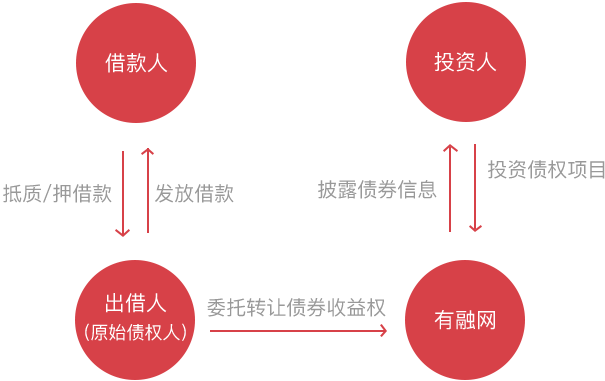 借款人
投资人
抵质/押借款
发放借款
披露债券信息
投资债权项目
出借人
(原始债权人)
委托转让债券收益权
有融网